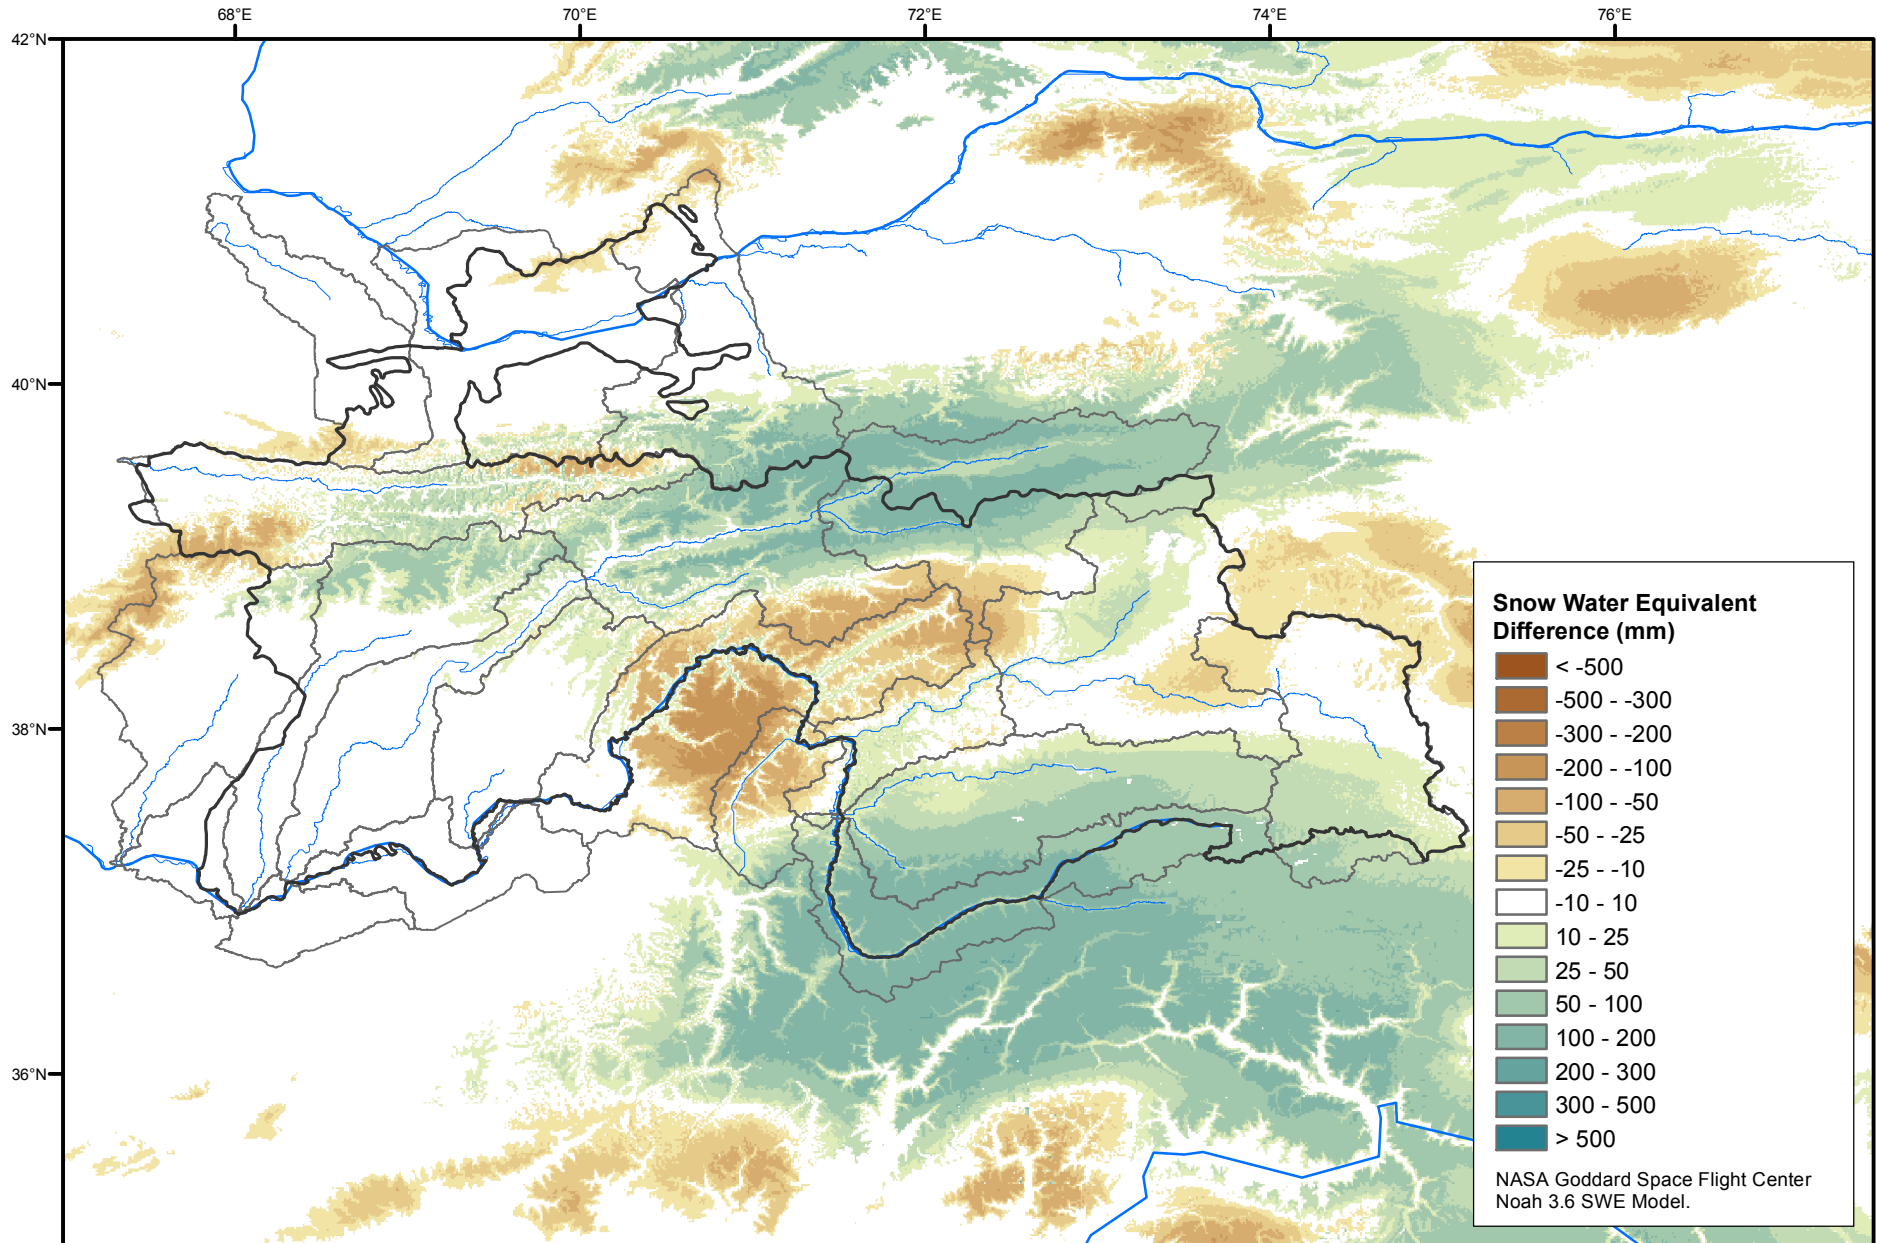 68°E 70°E 72°E 74°E 76°E
42°N
40°N
38°N
36°N
Snow Water Equivalent
Difference (mm)
< -500
-500 - -300
-300 - -200
-200 - -100
-100 - -50
-50 - -25
-25 - -10
-10 - 10
10 - 25
25 - 50
50 - 100
100 - 200
200 - 300
300 - 500
> 500
NASA Goddard Space Flight Center
Noah 3.6 SWE Model.